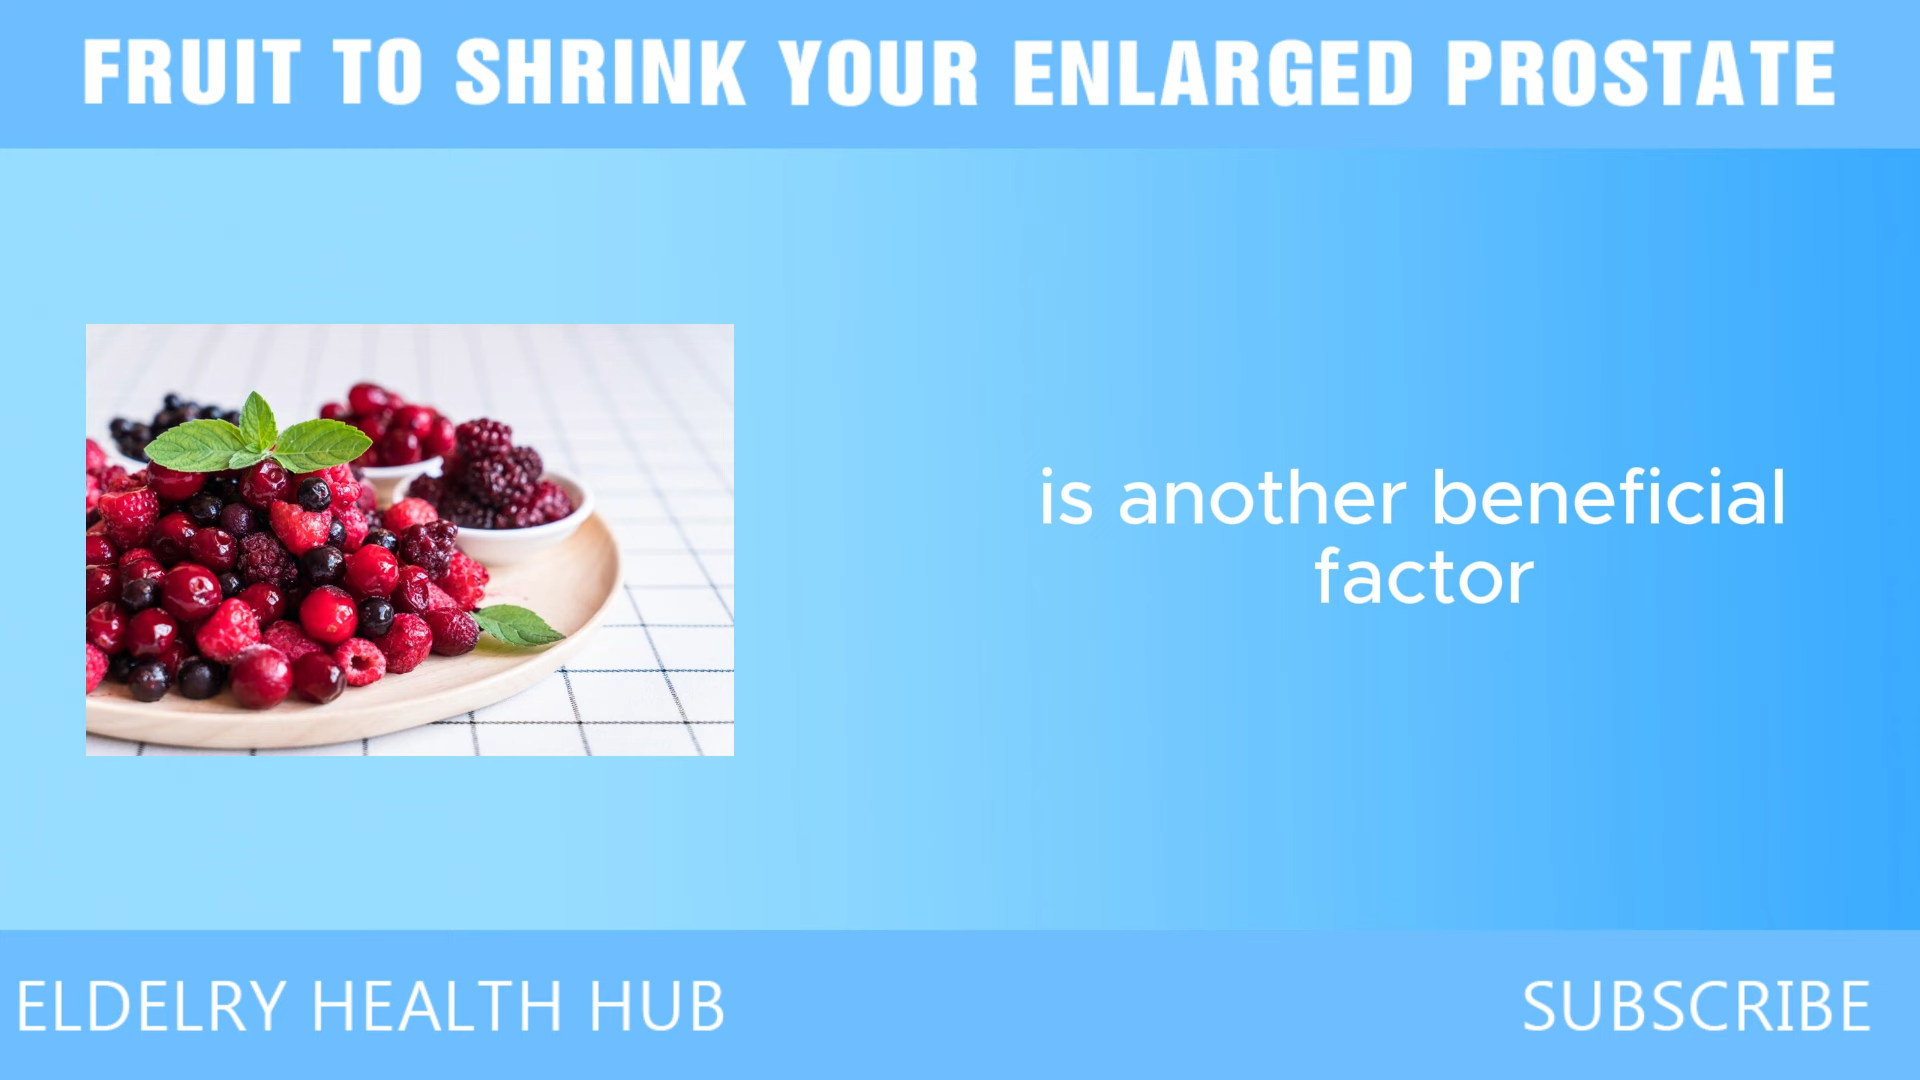 FRUIT TO SHRINK YOUR ENLARGED PROSTATE
is another beneficial
factor
ELDELRY HEALTH HUB
SUBSCRIBE